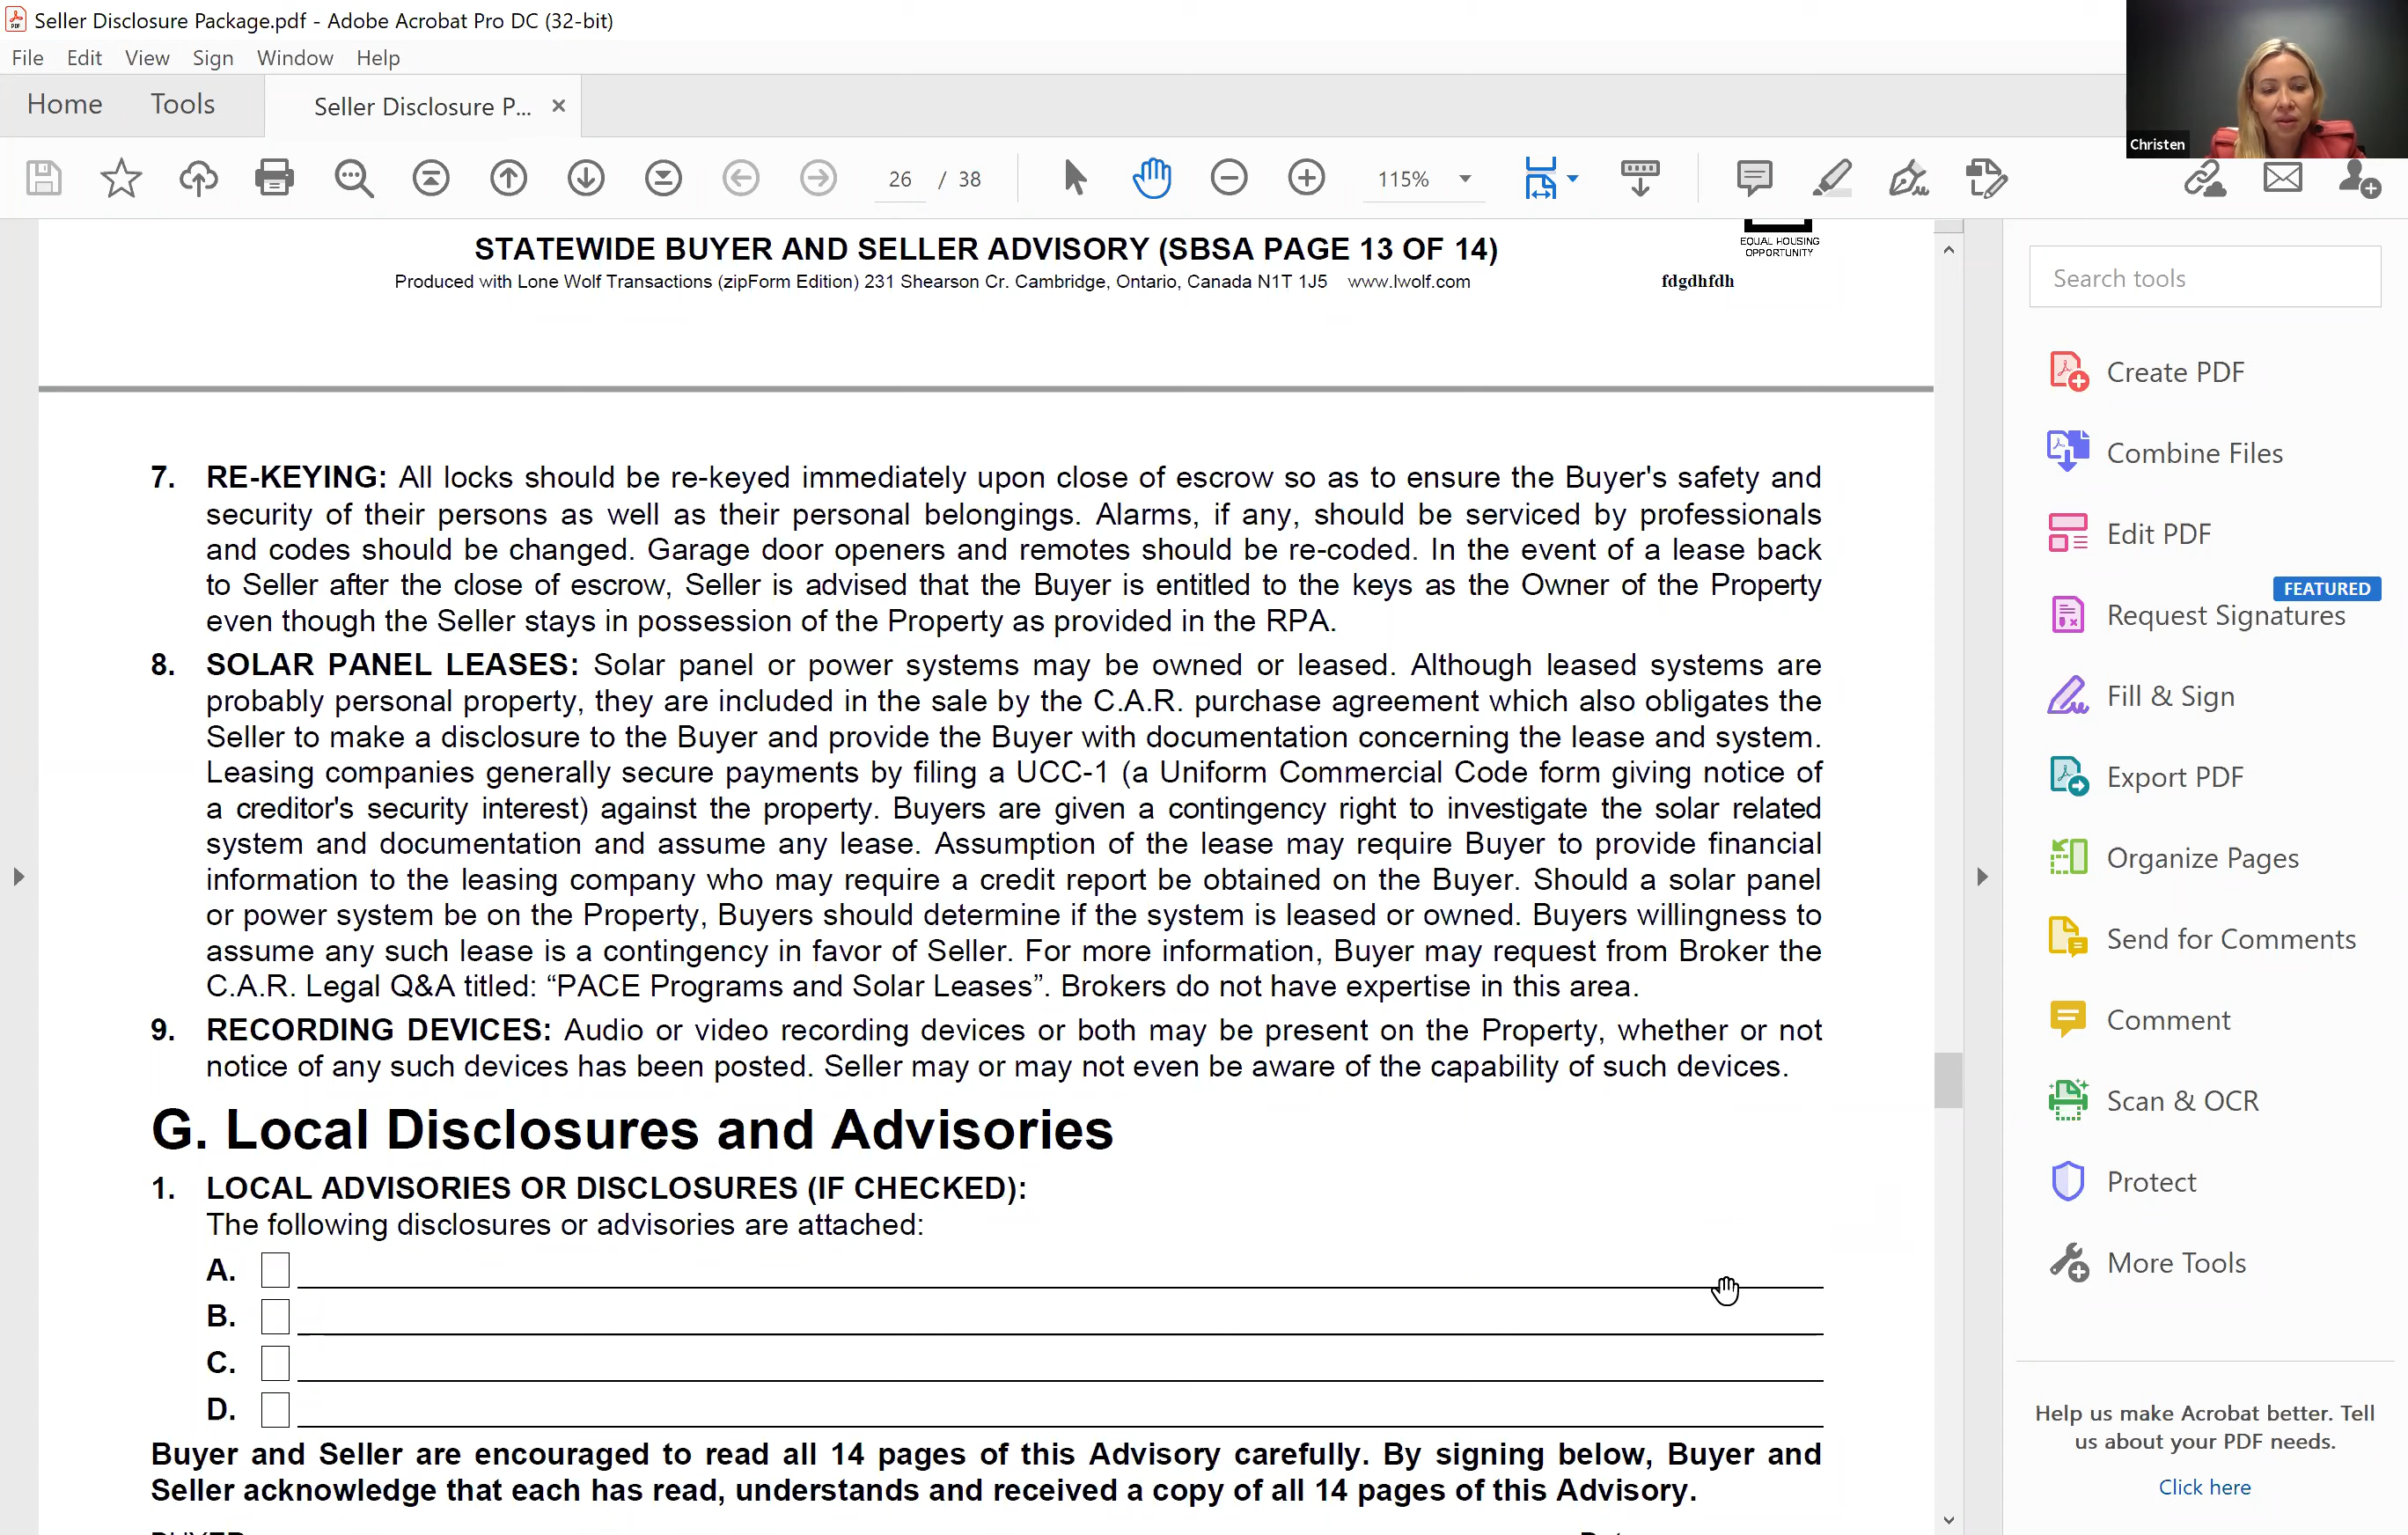 Seller Disclosure Package.pdf - Adobe Acrobat Pro DC (32-bit)
File Edit View Sign Window Help
Home Tools Seller Disclosure P... ×
Christen
26 / 38 115%
STATEWIDE BUYER AND SELLER ADVISORY (SBSA PAGE 13 OF 14)
EQUAL HOUSING
OPPORTUNITY
Produced with Lone Wolf Transactions (zipForm Edition) 231 Shearson Cr. Cambridge, Ontario, Canada N1T 1J5 www.lwolf.com fdgdhfdh
7. RE-KEYING: All locks should be re-keyed immediately upon close of escrow so as to ensure the Buyer's safety and
security of their persons as well as their personal belongings. Alarms, if any, should be serviced by professionals
and codes should be changed. Garage door openers and remotes should be re-coded. In the event of a lease back
to Seller after the close of escrow, Seller is advised that the Buyer is entitled to the keys as the Owner of the Property
even though the Seller stays in possession of the Property as provided in the RPA.
8. SOLAR PANEL LEASES: Solar panel or power systems may be owned or leased. Although leased systems are
probably personal property, they are included in the sale by the C.A.R. purchase agreement which also obligates the
Seller to make a disclosure to the Buyer and provide the Buyer with documentation concerning the lease and system.
Leasing companies generally secure payments by filing a UCC-1 (a Uniform Commercial Code form giving notice of
a creditor's security interest) against the property. Buyers are given a contingency right to investigate the solar related
system and documentation and assume any lease. Assumption of the lease may require Buyer to provide financial
information to the leasing company who may require a credit report be obtained on the Buyer. Should a solar panel
or power system be on the Property, Buyers should determine if the system is leased or owned. Buyers willingness to
assume any such lease is a contingency in favor of Seller. For more information, Buyer may request from Broker the
C.A.R. Legal Q&A titled: “PACE Programs and Solar Leases”. Brokers do not have expertise in this area.
9. RECORDING DEVICES: Audio or video recording devices or both may be present on the Property, whether or not
notice of any such devices has been posted. Seller may or may not even be aware of the capability of such devices.
G. Local Disclosures and Advisories
1. LOCAL ADVISORIES OR DISCLOSURES (IF CHECKED):
The following disclosures or advisories are attached:
A.
B.
C.
D.
Buyer and Seller are encouraged to read all 14 pages of this Advisory carefully. By signing below, Buyer and
Seller acknowledge that each has read, understands and received a copy of all 14 pages of this Advisory.
Search tools
Create PDF
Combine Files
Edit PDF
FEATURED
Request Signatures
Fill & Sign
Export PDF
Organize Pages
Send for Comments
Comment
Scan & OCR
Protect
More Tools
Help us make Acrobat better. Tell
us about your PDF needs.
Click here